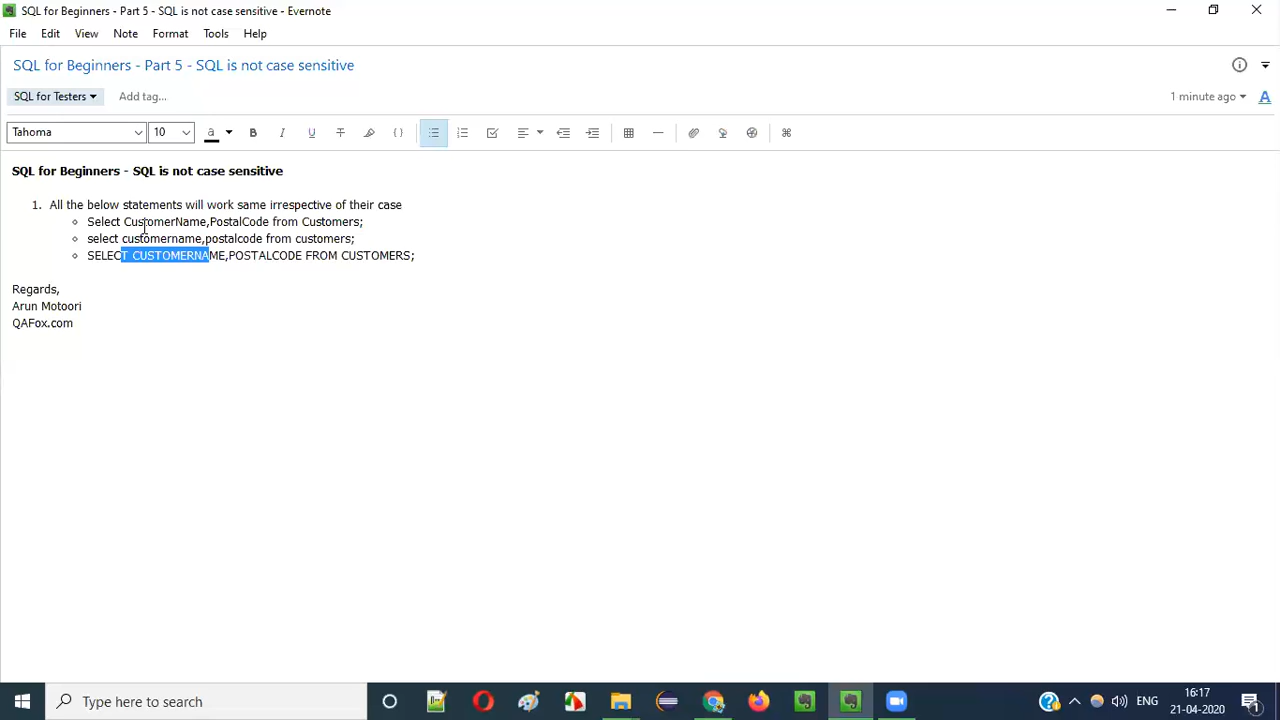 SQL for Beginners - Part 5 - SQL is not case sensitive - Evernote
File Edit View Note Format Tools Help
SQL for Beginners - Part 5 - SQL is not case sensitive
SQL for Testers Add tag... 1 minute ago
Tahoma 10
SQL for Beginners - SQL is not case sensitive
1. All the below statements will work same irrespective of their case
Select CustomerName,PostalCode from Customers;
select customername,postalcode from customers;
SELECT CUSTOMERNAME,POSTALCODE FROM CUSTOMERS;
Regards,
Arun Motoori
QAFox.com
Type here to search ENG 16:17
21-04-2020